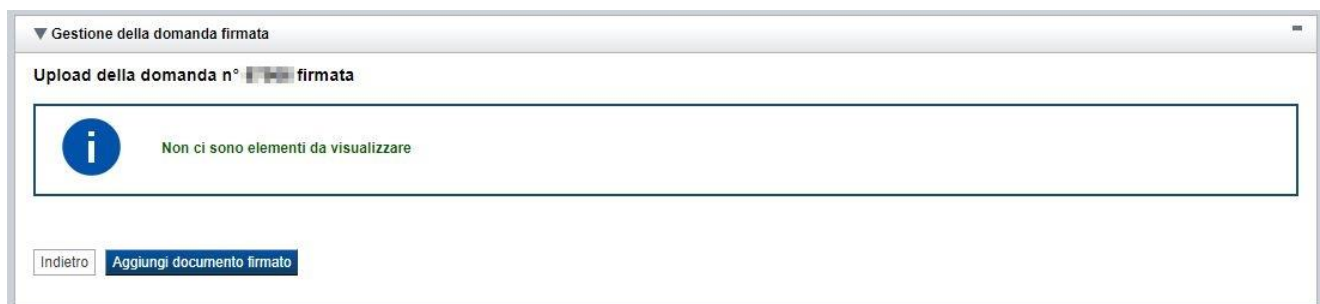 Gestione della domanda firmata
Upload della domanda n° firmata
i
Non ci sono elementi da visualizzare
Indietro
Aggiungi documento firmato